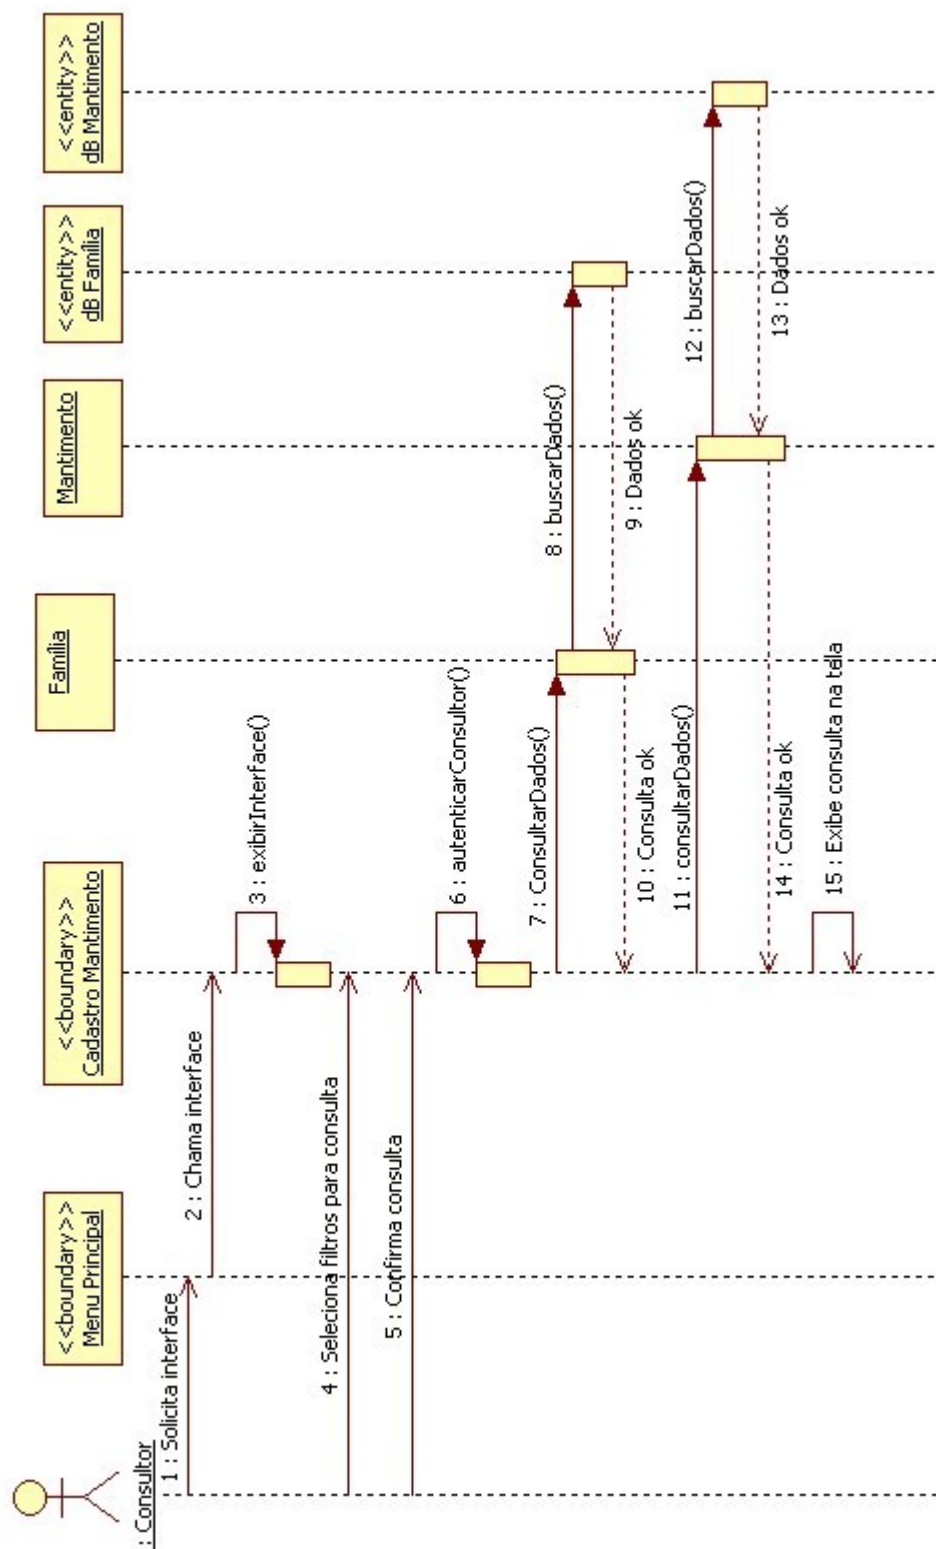 : Consultor
<<boundary>>
Menu Principal
<<boundary>>
Cadastro Mantimento
Família
Mantimento
<<entity>>
dB Família
<<entity>>
dB Mantimento
1 : Solicita interface
2 : Chama interface
3 : exibirInterface()
4 : Seleciona filtros para consulta
5 : Confirma consulta
6 : autenticarConsultor()
7 : ConsultarDados()
8 : buscarDados()
9 : Dados ok
10 : Consulta ok
11 : consultarDados()
12 : buscarDados()
13 : Dados ok
14 : Consulta ok
15 : Exibe consulta na tela